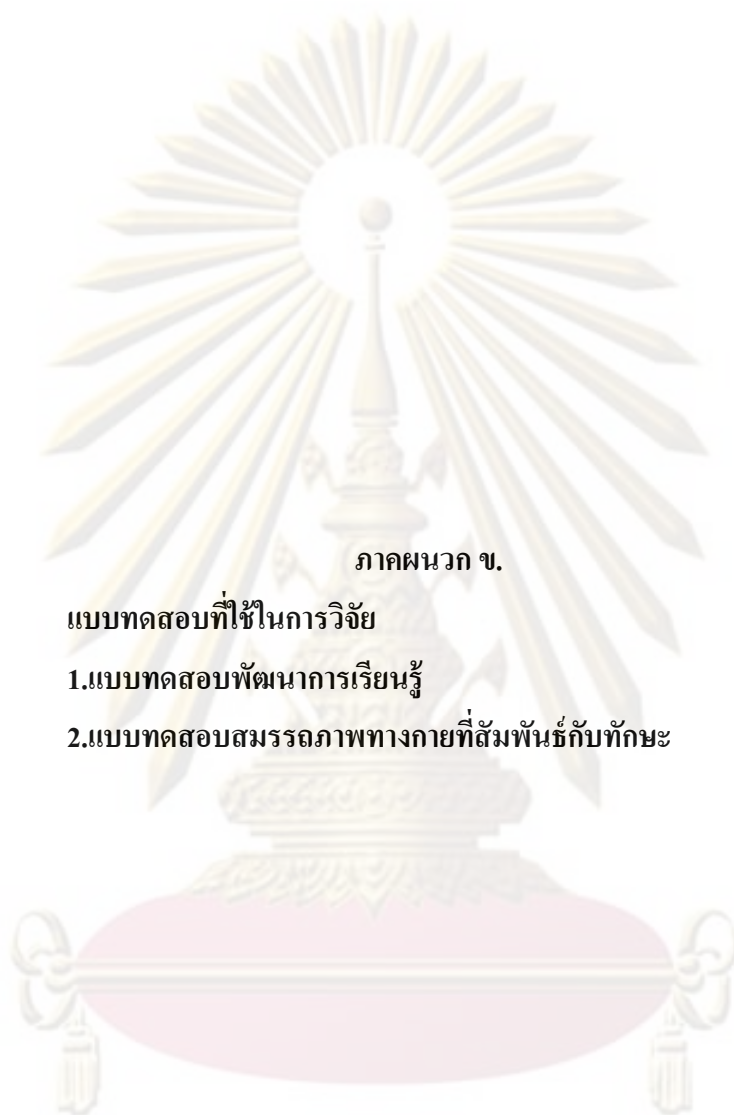 ภาคผนวก ข.
แบบทดสอบที่ใช้ในการวิจัย
1.แบบทดสอบพัฒนาการเรียนรู้
2.แบบทดสอบสมรรถภาพทางกายที่สัมพันธ์กับทักษะ